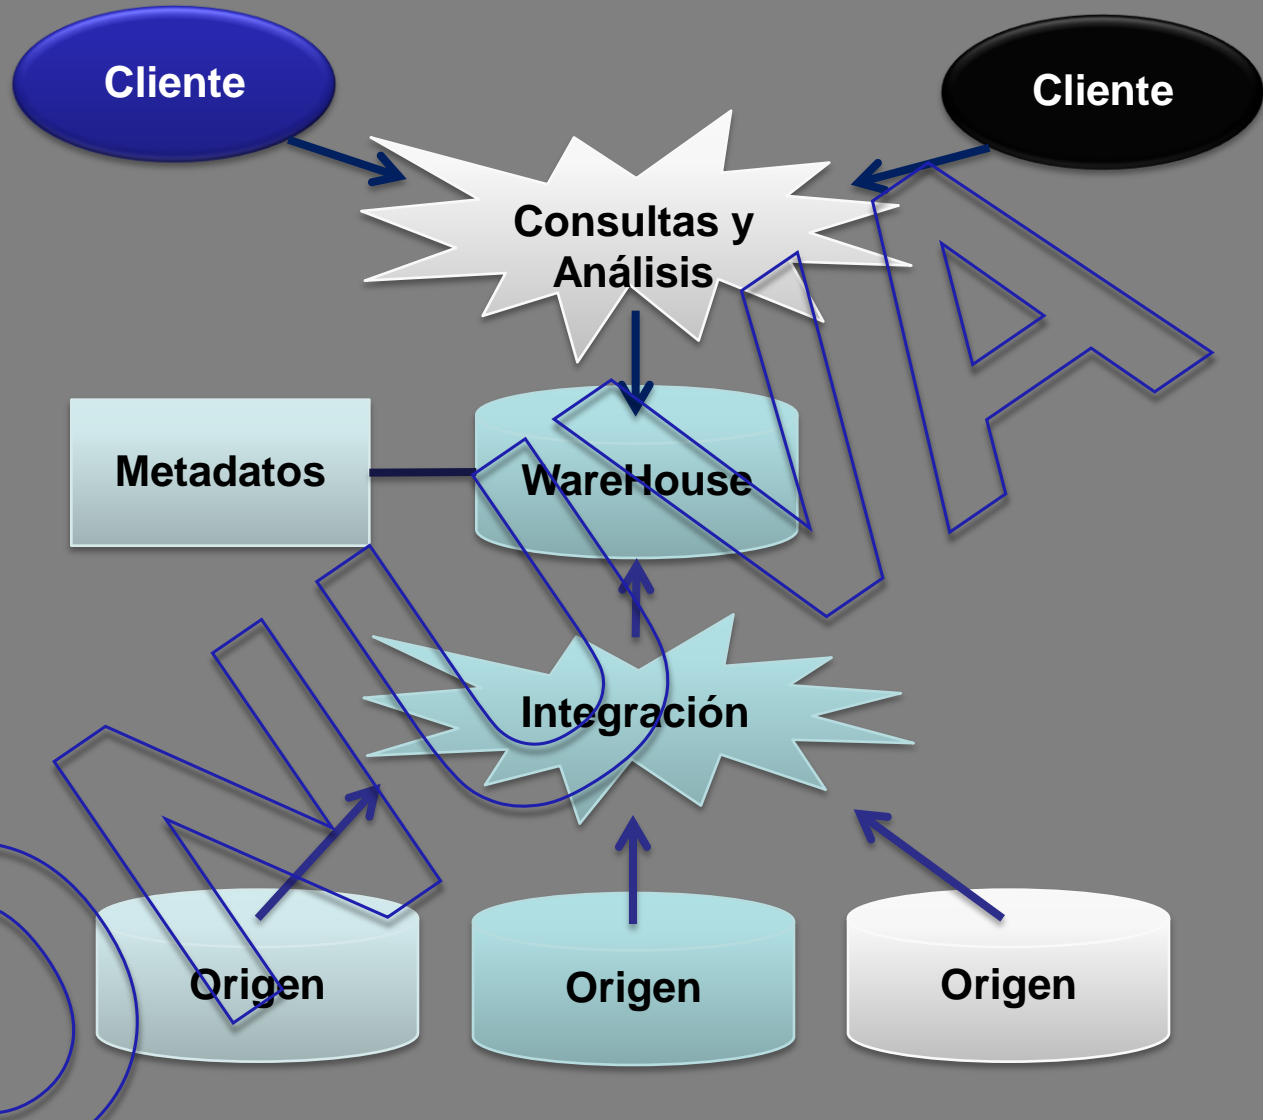 Cliente
Cliente
Consultas y
Análisis
Metadatos
WareHouse
Integración
Origen
Origen
Origen